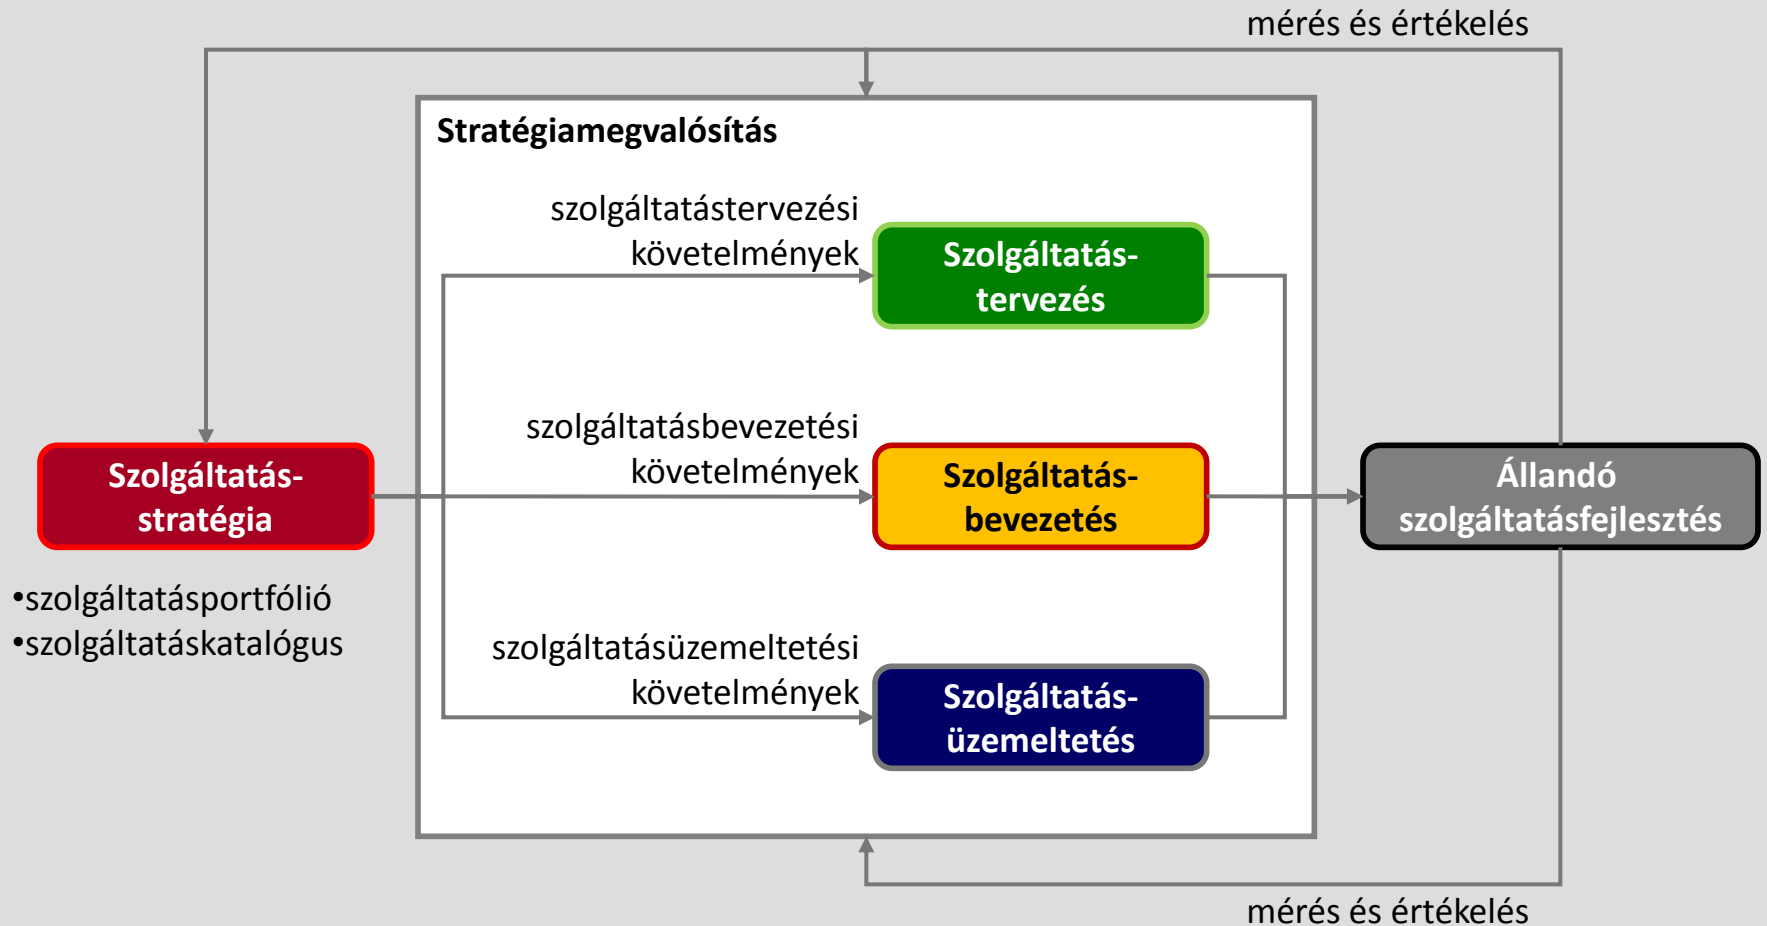 mérés és értékelés
Stratégiamegvalósítás
szolgáltatástervezési
követelmények
Szolgáltatás-
tervezés
szolgáltatásbevezetési
követelmények
Szolgáltatás-
bevezetés
Szolgáltatás-
stratégia
Állandó
szolgáltatásfejlesztés
•szolgáltatásportfólió
•szolgáltatáskatalógus
szolgáltatásüzemeltetési
követelmények
Szolgáltatás-
üzemeltetés
mérés és értékelés